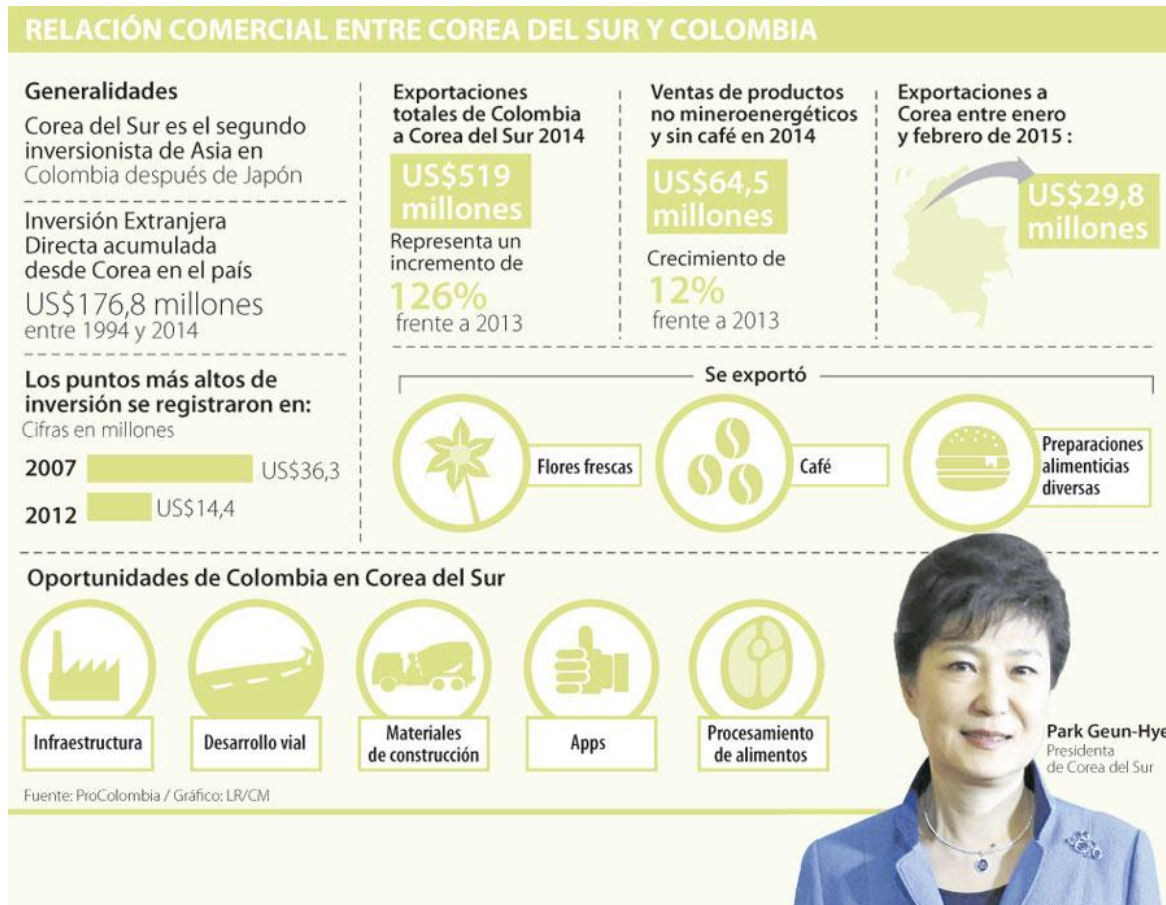 RELACIÓN COMERCIAL ENTRE COREA DEL SUR Y COLOMBIA
Generalidades
Corea del Sur es el segundo
inversionista de Asia en
Colombia después de Japón
Inversión Extranjera
Directa acumulada
desde Corea en el país
US$176,8 millones
entre 1994 y 2014
Los puntos más altos de
inversión se registraron en:
Cifras en millones
2007 US$36,3
2012 US$14,4
Exportaciones
totales de Colombia
a Corea del Sur 2014
US$519
millones
Representa un
incremento de
126%
frente a 2013
Ventas de productos
no mineroenergéticos
y sin café en 2014
US$64,5
millones
Crecimiento de
12%
frente a 2013
Exportaciones a
Corea entre enero
y febrero de 2015 :
US$29,8
millones
Se exportó
Flores frescas
Café
Preparaciones
alimenticias
diversas
Oportunidades de Colombia en Corea del Sur
Infraestructura
Desarrollo vial
Materiales
de construcción
Apps
Procesamiento
de alimentos
Park Geun-Hye
Presidenta
de Corea del Sur
Fuente: ProColombia / Gráfico: LR/CM